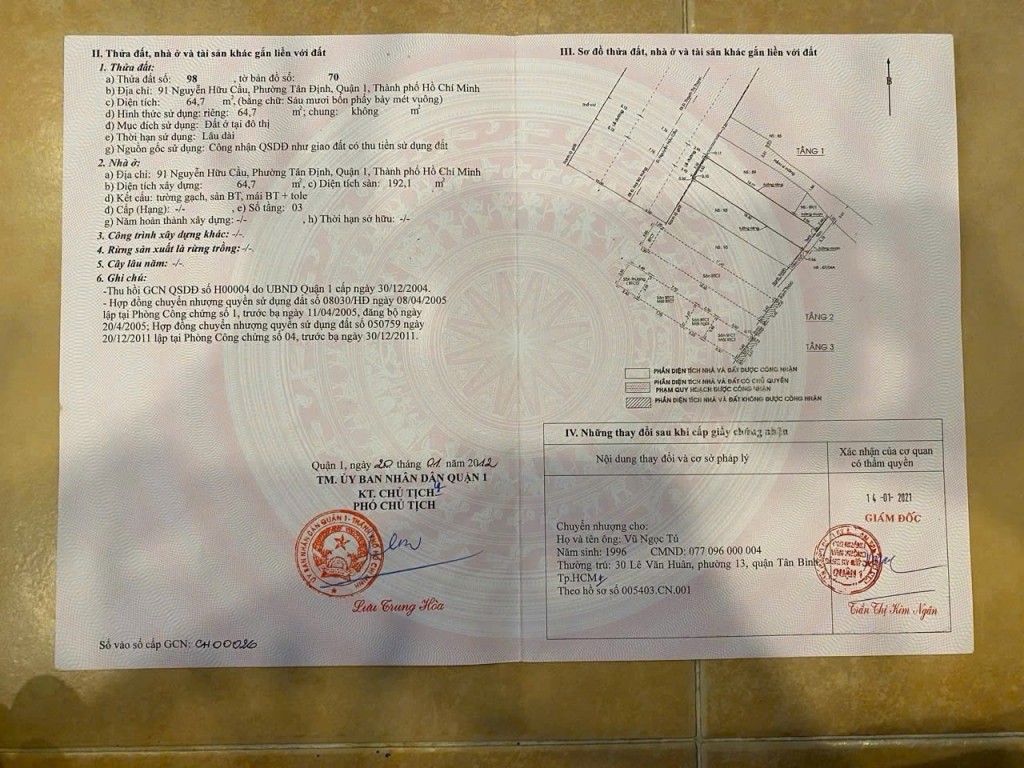 II. Thửa đất, nhà ở và tài sản khác gắn liền với đất
1. Thửa đất:
a) Thửa đất số: 98 , tờ bản đồ số: 70
b) Địa chỉ: 91 Nguyễn Hữu Cầu, Phường Tân Định, Quận 1, Thành phố Hồ Chí Minh
c) Diện tích: 64,7 m², (bằng chữ: Sáu mươi bốn phẩy bảy mét vuông)
d) Hình thức sử dụng: riêng: 64,7 m²; chung: không m²
đ) Mục đích sử dụng: Đất ở tại đô thị
e) Thời hạn sử dụng: Lâu dài
g) Nguồn gốc sử dụng: Công nhận QSDĐ như giao đất có thu tiền sử dụng đất
2. Nhà ở:
a) Địa chỉ: 91 Nguyễn Hữu Cầu, Phường Tân Định, Quận 1, Thành phố Hồ Chí Minh
b) Diện tích xây dựng: 64,7 m², c) Diện tích sàn: 192,1 m²
d) Kết cấu: tường gạch, sàn BT, mái BT + tole
đ) Cấp (Hạng): -/- , e) Số tầng: 03
g) Năm hoàn thành xây dựng: -/- , h) Thời hạn sở hữu: -/-
3. Công trình xây dựng khác: -/-.
4. Rừng sản xuất là rừng trồng: -/-.
5. Cây lâu năm: -/-.
6. Ghi chú:
-Thu hồi GCN QSDĐ số H00004 do UBND Quận 1 cấp ngày 30/12/2004.
- Hợp đồng chuyển nhượng quyền sử dụng đất số 08030/HĐ ngày 08/04/2005
lập tại Phòng Công chứng số 1, trước bạ ngày 11/04/2005, đăng bộ ngày
20/4/2005; Hợp đồng chuyển nhượng quyền sử dụng đất số 050759 ngày
20/12/2011 lập tại Phòng Công chứng số 04, trước bạ ngày 30/12/2011.
Quận 1, ngày 20 tháng 01 năm 2012
TM. ỦY BAN NHÂN DÂN QUẬN 1
KT. CHỦ TỊCH
PHÓ CHỦ TỊCH
Lưu Trung Hòa
Số vào sổ cấp GCN: CH00026
III. Sơ đồ thửa đất, nhà ở và tài sản khác gắn liền với đất
B
TẦNG 1
TẦNG 2
TẦNG 3
PHẦN DIỆN TÍCH NHÀ VÀ ĐẤT ĐƯỢC CÔNG NHẬN
PHẦN DIỆN TÍCH NHÀ VÀ ĐẤT CÓ CHỦ QUYỀN
PHẠM QUY HOẠCH ĐƯỢC CÔNG NHẬN
PHẦN DIỆN TÍCH NHÀ VÀ ĐẤT KHÔNG ĐƯỢC CÔNG NHẬN
IV. Những thay đổi sau khi cấp giấy chứng nhận
Nội dung thay đổi và cơ sở pháp lý
Xác nhận của cơ quan
có thẩm quyền
Chuyển nhượng cho:
Họ và tên ông: Vũ Ngọc Tú
Năm sinh: 1996 CMND: 077 096 000 004
Thường trú: 30 Lê Văn Huân, phường 13, quận Tân Bình,
Tp.HCM
Theo hồ sơ số 005403.CN.001
14-01-2021
GIÁM ĐỐC
QUẬN 1
Trần Thị Kim Ngân